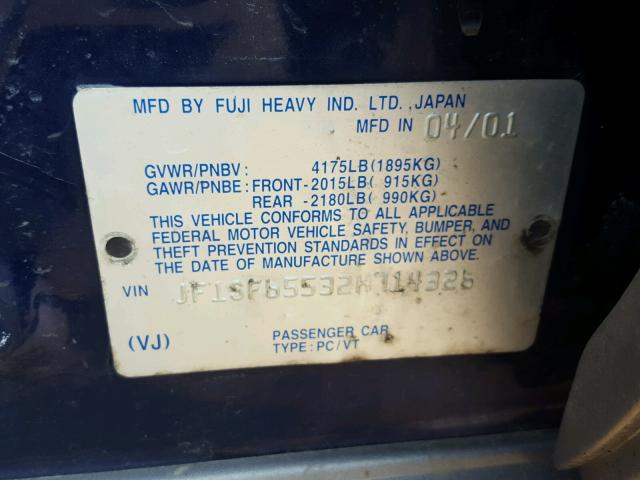 MFD BY FUJI HEAVY IND. LTD. JAPAN
MFD IN 04/01
GVWR/PNBV: 4175LB(1895KG)
GAWR/PNBE: FRONT-2015LB( 915KG)
REAR -2180LB( 990KG)
THIS VEHICLE CONFORMS TO ALL APPLICABLE
FEDERAL MOTOR VEHICLE SAFETY, BUMPER, AND
THEFT PREVENTION STANDARDS IN EFFECT ON
THE DATE OF MANUFACTURE SHOWN ABOVE.
VIN JF1SF65532H714326
PASSENGER CAR
(VJ) TYPE: PC/VT